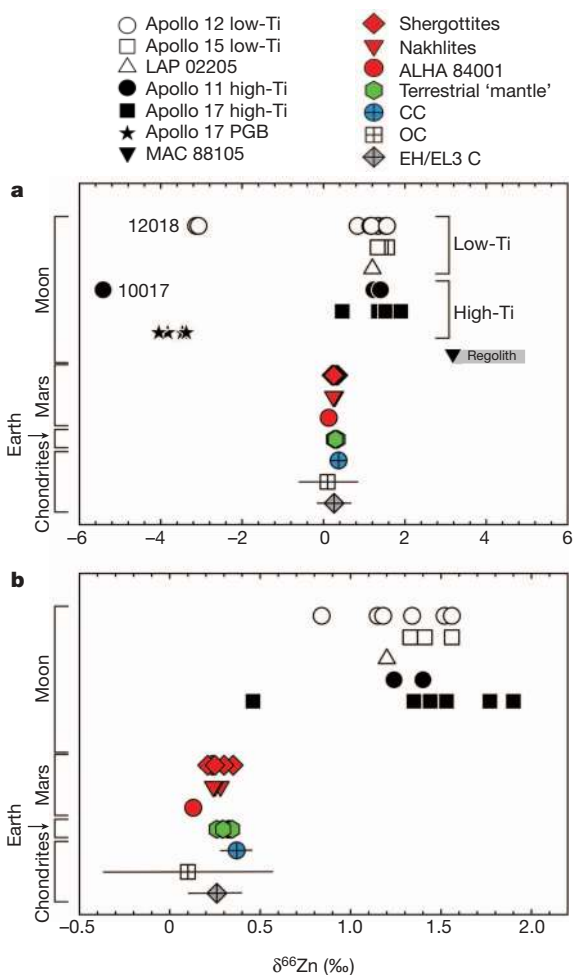 Apollo 12 low-Ti
Apollo 15 low-Ti
LAP 02205
Apollo 11 high-Ti
Apollo 17 high-Ti
Apollo 17 PGB
MAC 88105
Shergottites
Nakhlites
ALHA 84001
Terrestrial ‘mantle’
CC
OC
EH/EL3 C
a
12018
10017
Low-Ti
High-Ti
Regolith
Moon
Mars
Earth
Chondrites
–6 –4 –2 0 2 4 6
b
Moon
Mars
Earth
Chondrites
–0.5 0 0.5 1.0 1.5 2.0
δ⁶⁶Zn (‰)